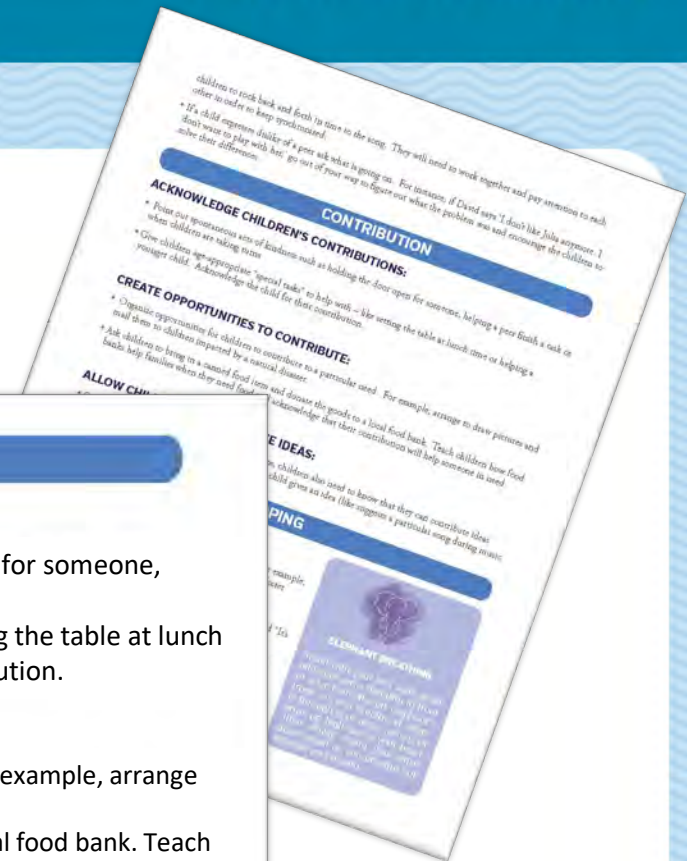 children to rock back and forth in time to the song. They will need to work together and pay attention to each
other in order to keep synchronized.
• If a child expresses dislike of a peer ask what is going on. For instance, if David says 'I don't like Julia anymore. I
don't want to play with her,' go out of your way to figure out what the problem was and encourage the children to
solve their differences.
CONTRIBUTION
ACKNOWLEDGE CHILDREN'S CONTRIBUTIONS:
• Point out spontaneous acts of kindness such as holding the door open for someone, helping a peer finish a task or
when children are taking turns
• Give children age-appropriate "special tasks" to help with – like setting the table at lunch time or helping a
younger child. Acknowledge the child for their contribution.
CREATE OPPORTUNITIES TO CONTRIBUTE:
• Organize opportunities for children to contribute to a particular need. For example, arrange to draw pictures and
mail them to children impacted by a natural disaster.
• Ask children to bring in a canned food item and donate the goods to a local food bank. Teach children how food
banks help families when they need food acknowledge that their contribution will help someone in need
ALLOW CHI
E IDEAS:
children also need to know that they can contribute ideas
child gives an idea (like suggests a particular song during music
PING
example,
ELEPHANT BREATHING
for someone,
g the table at lunch
ution.
example, arrange
al food bank. Teach